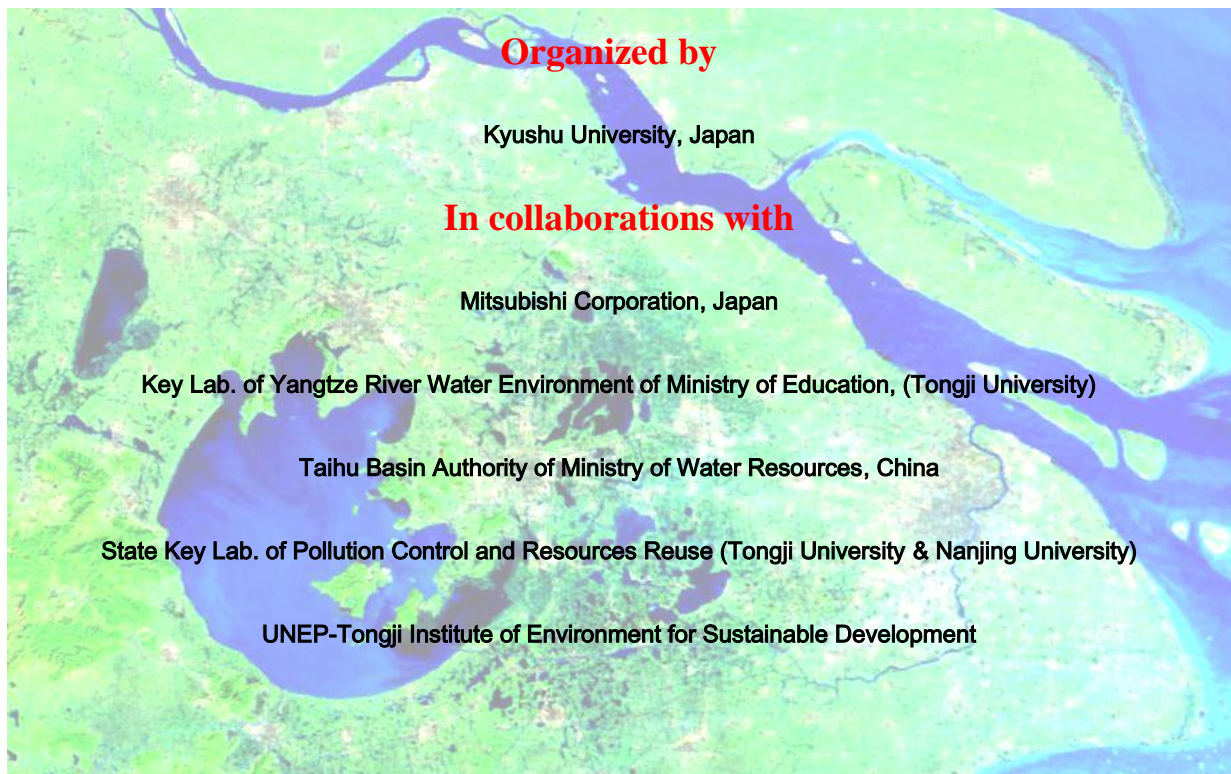 Organized by
Kyushu University, Japan
In collaborations with
Mitsubishi Corporation, Japan
Key Lab. of Yangtze River Water Environment of Ministry of Education, (Tongji University)
Taihu Basin Authority of Ministry of Water Resources, China
State Key Lab. of Pollution Control and Resources Reuse (Tongji University & Nanjing University)
UNEP-Tongji Institute of Environment for Sustainable Development